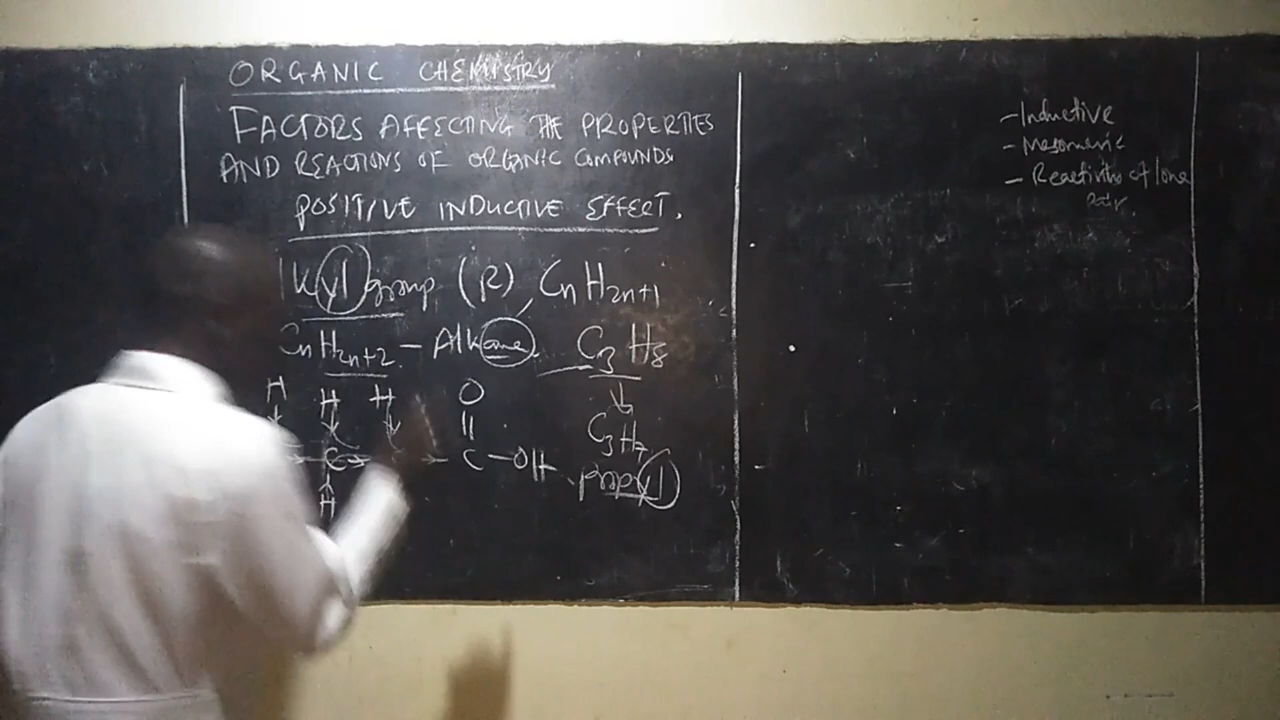 ORGANIC CHEMISTRY
FACTORS AFFECTING THE PROPERTIES
AND REACTIONS OF ORGANIC COMPOUNDS
POSITIVE INDUCTIVE EFFECT.
lkyl group (R), CnH2n+1
CnH2n+2 - Alkane. C3H8
H H H O
C3H7
C C - OH propyl
H
- Inductive
- Mesomeric
- Reactivity of lone
pair.